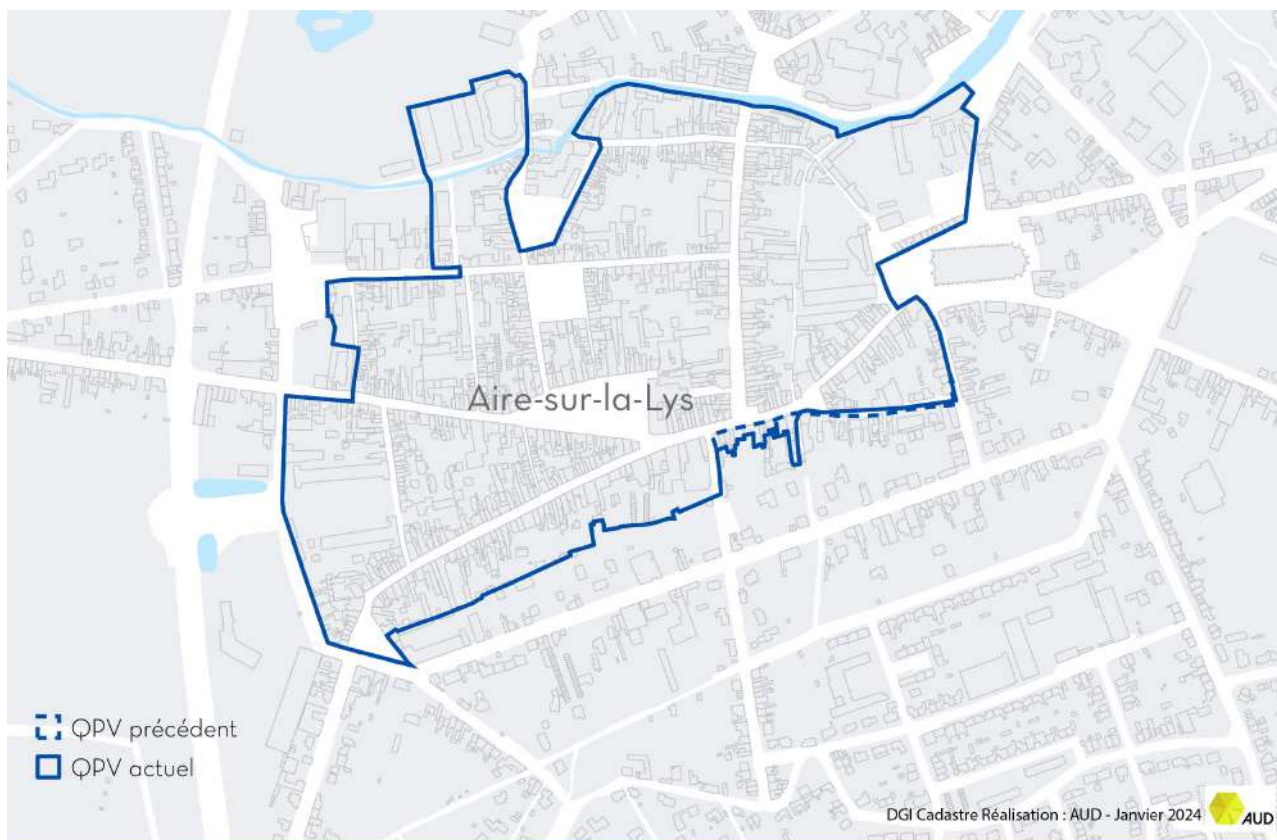 Aire-sur-la-Lys
QPV précédent
QPV actuel
DGI Cadastre Réalisation : AUD - Janvier 2024
AUD